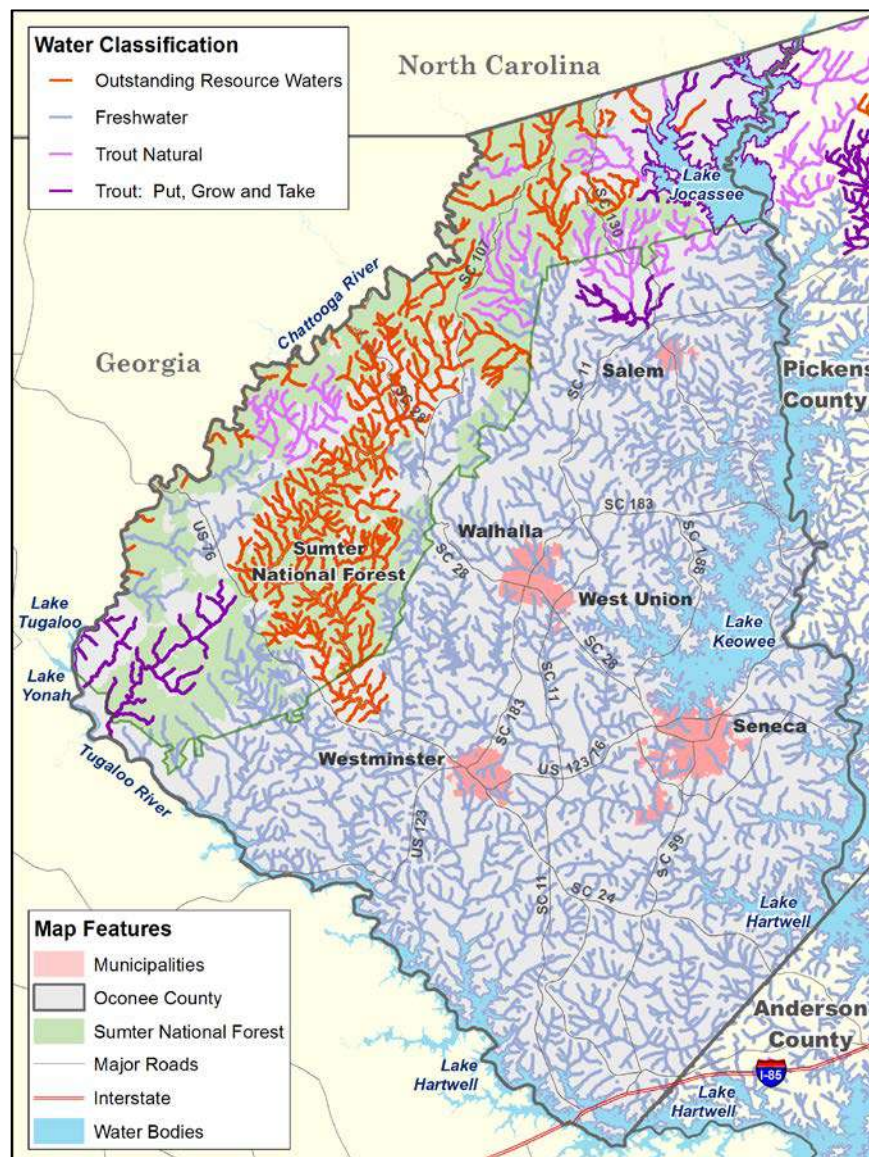 Water Classification
Outstanding Resource Waters
Freshwater
Trout Natural
Trout: Put, Grow and Take
North Carolina
Lake
Jocassee
SC 130
SC 107
Chattooga River
Georgia
SC 11
Salem
Pickens
County
SC 28
US 76
SC 183
Walhalla
SC 188
Sumter
National Forest
SC 28
West Union
Lake
Tugaloo
Lake
Keowee
SC 28
Lake
Yonah
SC 11
SC 183
Seneca
Westminster
US 123/76
Tugaloo River
US 123
SC 59
SC 11
SC 24
Lake
Hartwell
Map Features
Municipalities
Oconee County
Sumter National Forest
Major Roads
Interstate
Water Bodies
Anderson
County
I-85
Lake
Hartwell
Lake
Hartwell